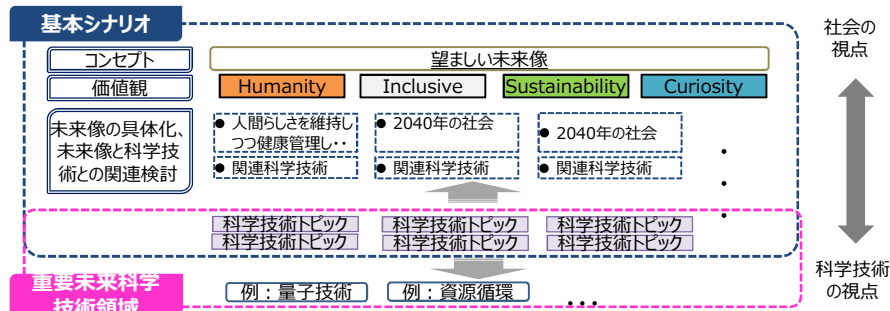 基本シナリオ
社会の
視点
コンセプト
望ましい未来像
価値観
Humanity
Inclusive
Sustainability
Curiosity
未来像の具体化、
未来像と科学技
術との関連検討
● 人間らしさを維持し
つつ健康管理し‥
● 関連科学技術
● 2040年の社会
● 関連科学技術
● 2040年の社会
● 関連科学技術
・
・
・
科学技術トピック
科学技術トピック
科学技術トピック
科学技術トピック
科学技術トピック
科学技術トピック
科学技術
の視点
重要未来科学
技術領域
例：量子技術
例：資源循環
・・・